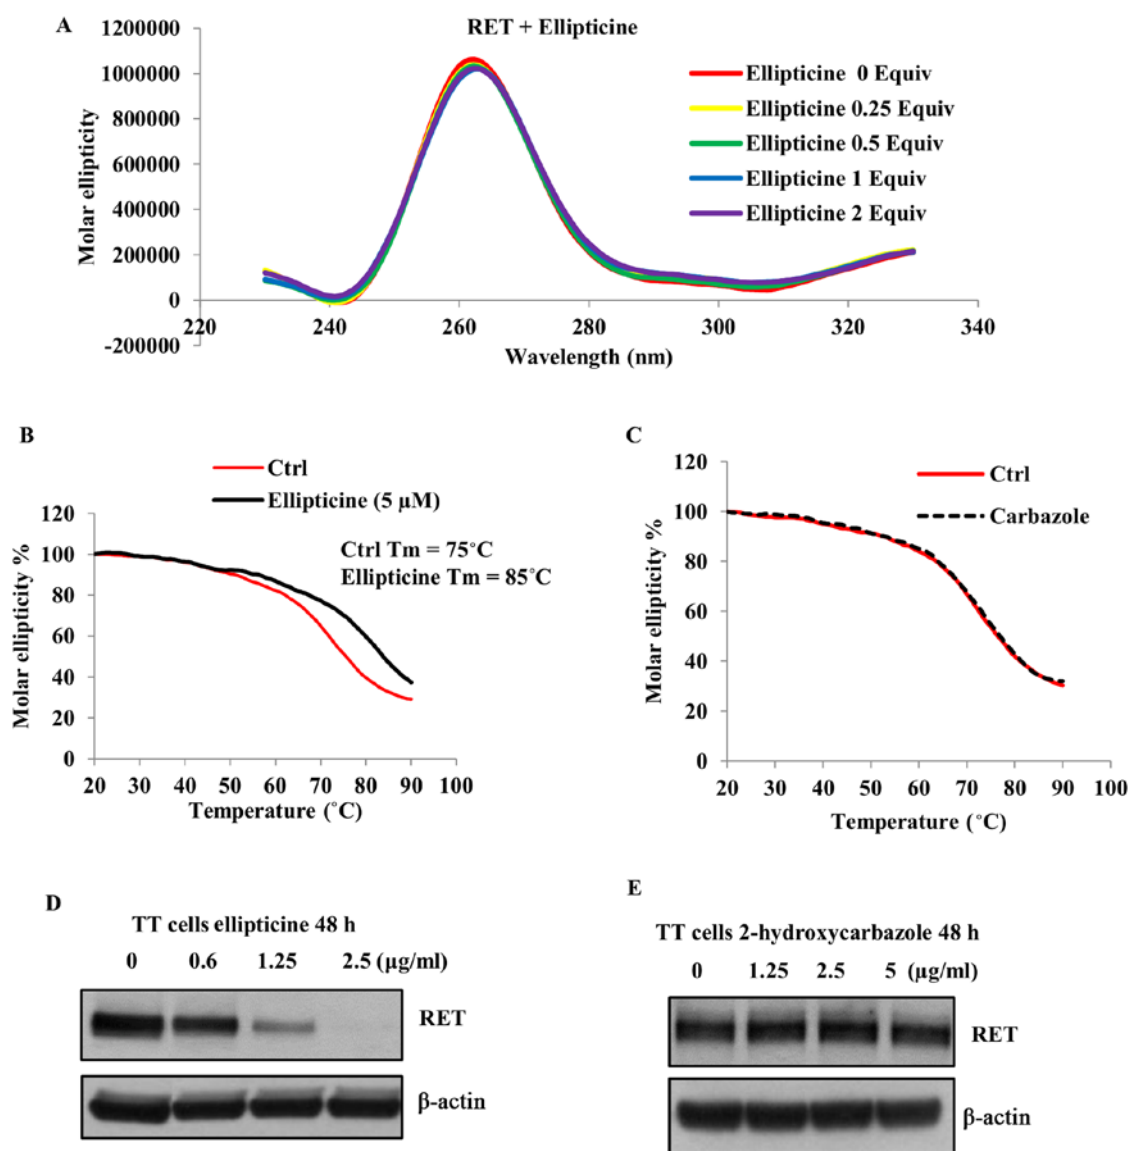 A
RET + Ellipticine
1200000
1000000
800000
600000
400000
200000
0
-200000
Molar ellipticity
220 240 260 280 300 320 340
Wavelength (nm)
Ellipticine 0 Equiv
Ellipticine 0.25 Equiv
Ellipticine 0.5 Equiv
Ellipticine 1 Equiv
Ellipticine 2 Equiv
B
Ctrl
Ellipticine (5 µM)
Ctrl Tm = 75˚C
Ellipticine Tm = 85˚C
120
100
80
60
40
20
0
Molar ellipticity %
20 30 40 50 60 70 80 90 100
Temperature (˚C)
C
Ctrl
Carbazole
120
100
80
60
40
20
0
Molar ellipticity %
20 30 40 50 60 70 80 90 100
Temperature (˚C)
D
TT cells ellipticine 48 h
0 0.6 1.25 2.5 (µg/ml)
RET
β-actin
E
TT cells 2-hydroxycarbazole 48 h
0 1.25 2.5 5 (µg/ml)
RET
β-actin